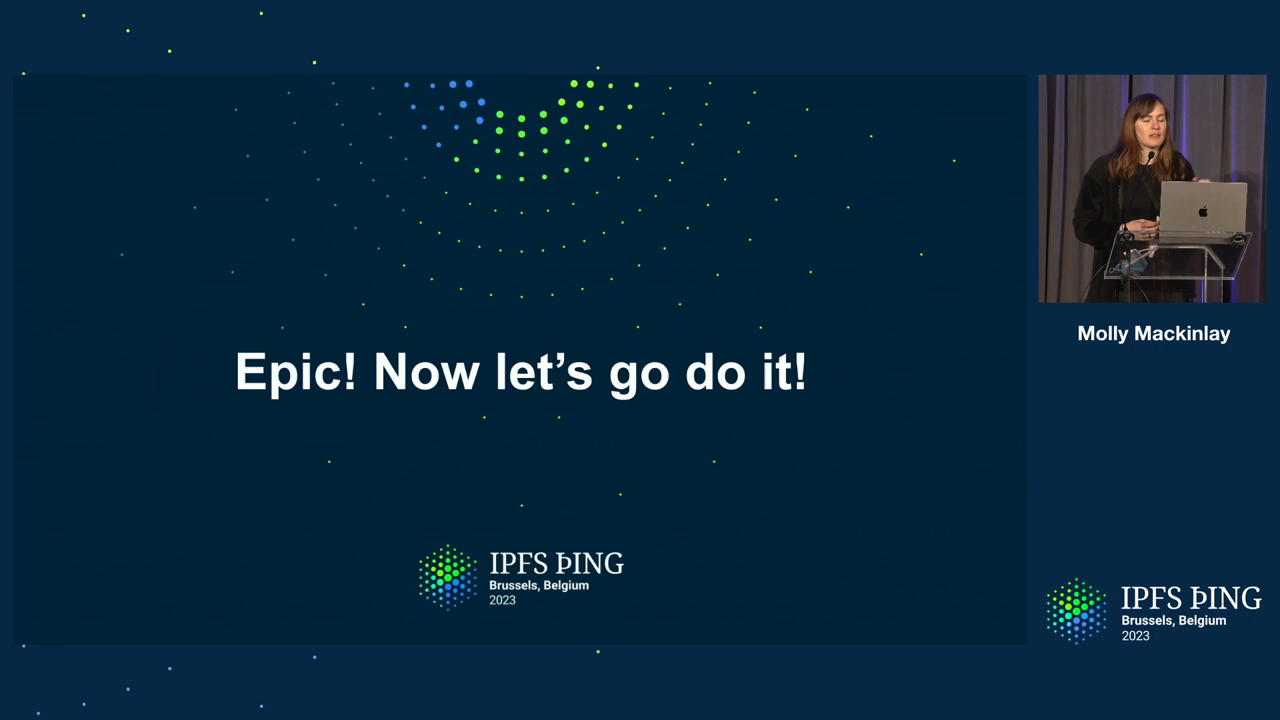 Epic! Now let’s go do it!
IPFS ÞING
Brussels, Belgium
2023
Molly Mackinlay
IPFS ÞING
Brussels, Belgium
2023